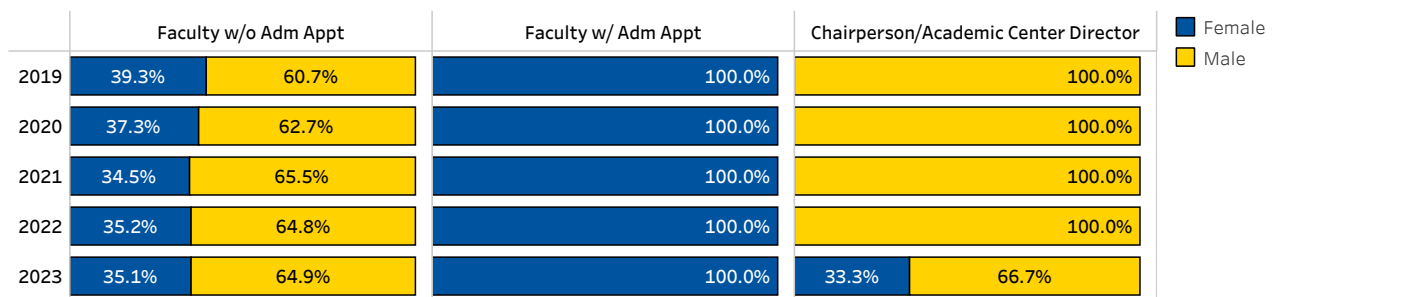 Faculty w/o Adm Appt Faculty w/ Adm Appt Chairperson/Academic Center Director Female
Male
2019 39.3% 60.7% 100.0% 100.0%
2020 37.3% 62.7% 100.0% 100.0%
2021 34.5% 65.5% 100.0% 100.0%
2022 35.2% 64.8% 100.0% 100.0%
2023 35.1% 64.9% 100.0% 33.3% 66.7%